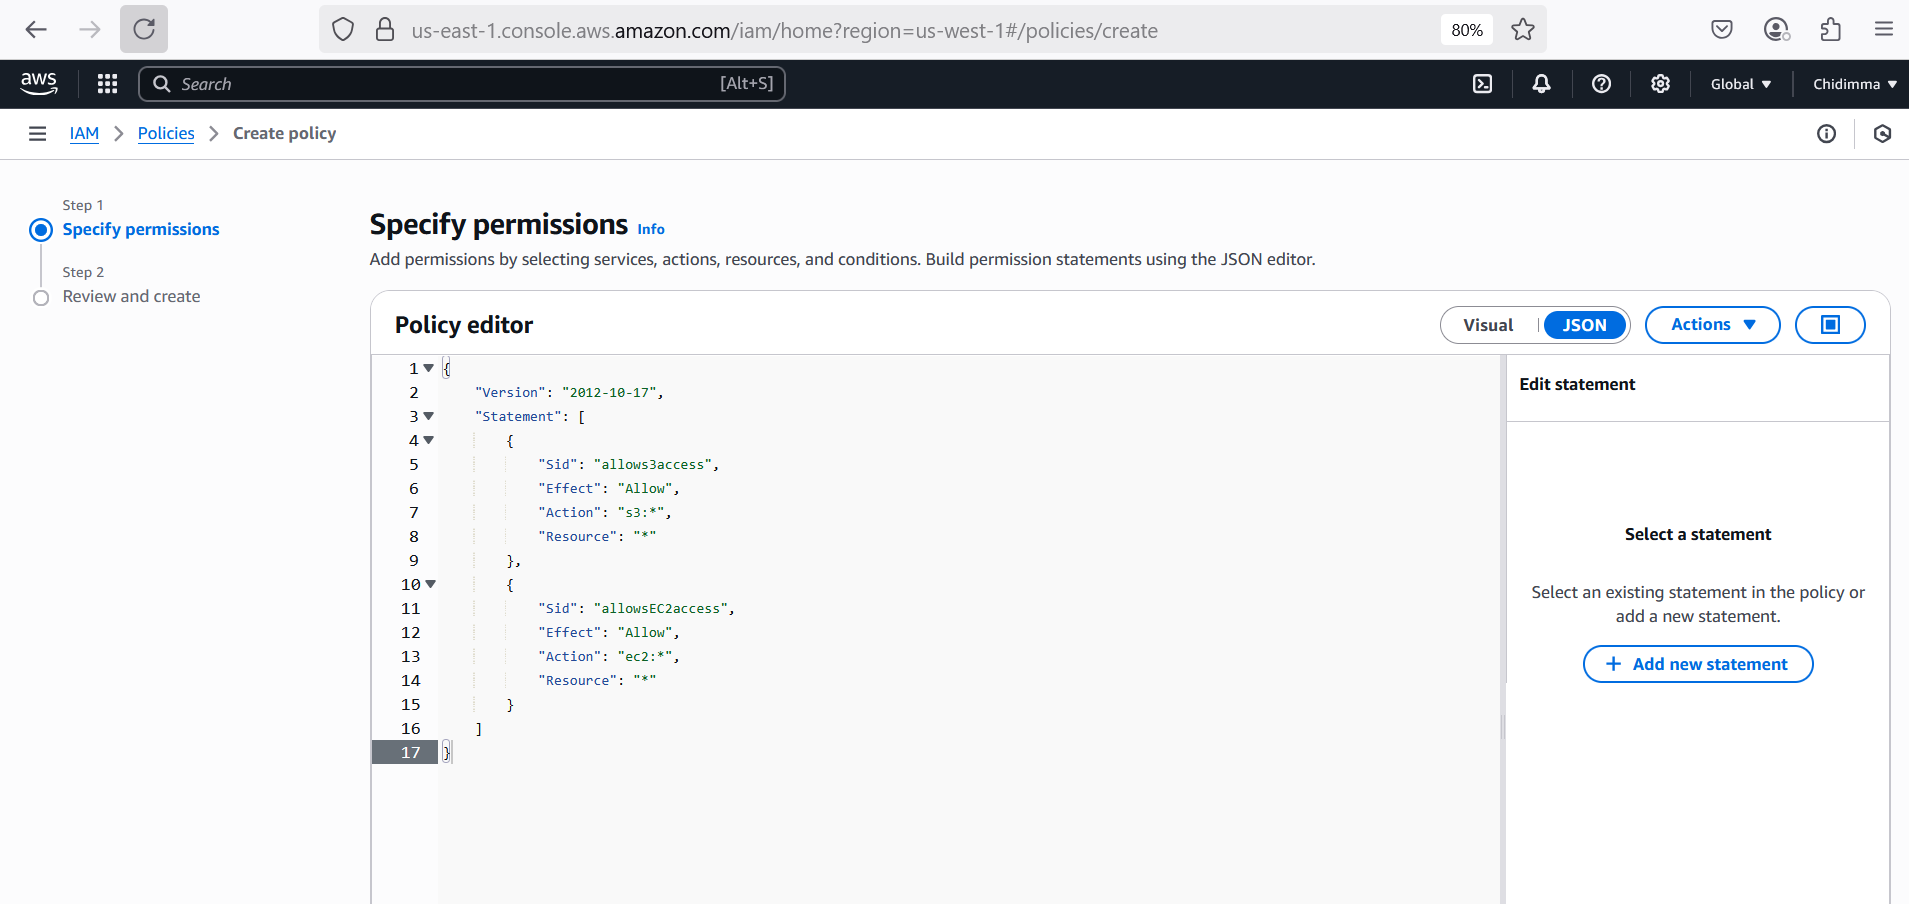 us-east-1.console.aws.amazon.com/iam/home?region=us-west-1#/policies/create
80%
aws
Search
[Alt+S]
Global
Chidimma
IAM
Policies
Create policy
Step 1
Specify permissions
Step 2
Review and create
Specify permissions Info
Add permissions by selecting services, actions, resources, and conditions. Build permission statements using the JSON editor.
Policy editor
Visual
JSON
Actions
1 {
2 "Version": "2012-10-17",
3 "Statement": [
4 {
5 "Sid": "allows3access",
6 "Effect": "Allow",
7 "Action": "s3:*",
8 "Resource": "*"
9 },
10 {
11 "Sid": "allowsEC2access",
12 "Effect": "Allow",
13 "Action": "ec2:*",
14 "Resource": "*"
15 }
16 ]
17 }
Edit statement
Select a statement
Select an existing statement in the policy or
add a new statement.
+ Add new statement